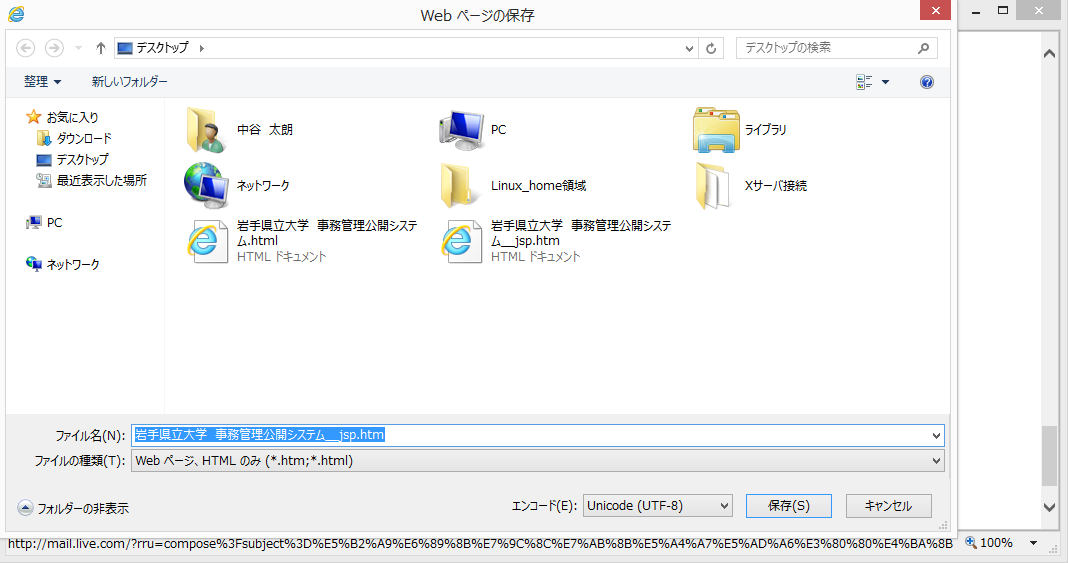 Web ページの保存
デスクトップ
デスクトップの検索
整理
新しいフォルダー
お気に入り
ダウンロード
デスクトップ
最近表示した場所
PC
ネットワーク
中谷　太朗
PC
ライブラリ
ネットワーク
Linux_home領域
Xサーバ接続
岩手県立大学　事務管理公開システ
ム.html
HTML ドキュメント
岩手県立大学　事務管理公開システ
ム__jsp.htm
HTML ドキュメント
ファイル名(N):
岩手県立大学　事務管理公開システム__jsp.htm
ファイルの種類(T):
Web ページ、HTML のみ (*.htm;*.html)
フォルダーの非表示
エンコード(E):
Unicode (UTF-8)
保存(S)
キャンセル
http://mail.live.com/?rru=compose%3Fsubject%3D%E5%B2%A9%E6%89%8B%E7%9C%8C%E7%AB%8B%E5%A4%A7%E5%AD%A6%E3%80%80%E4%BA%8B
100%